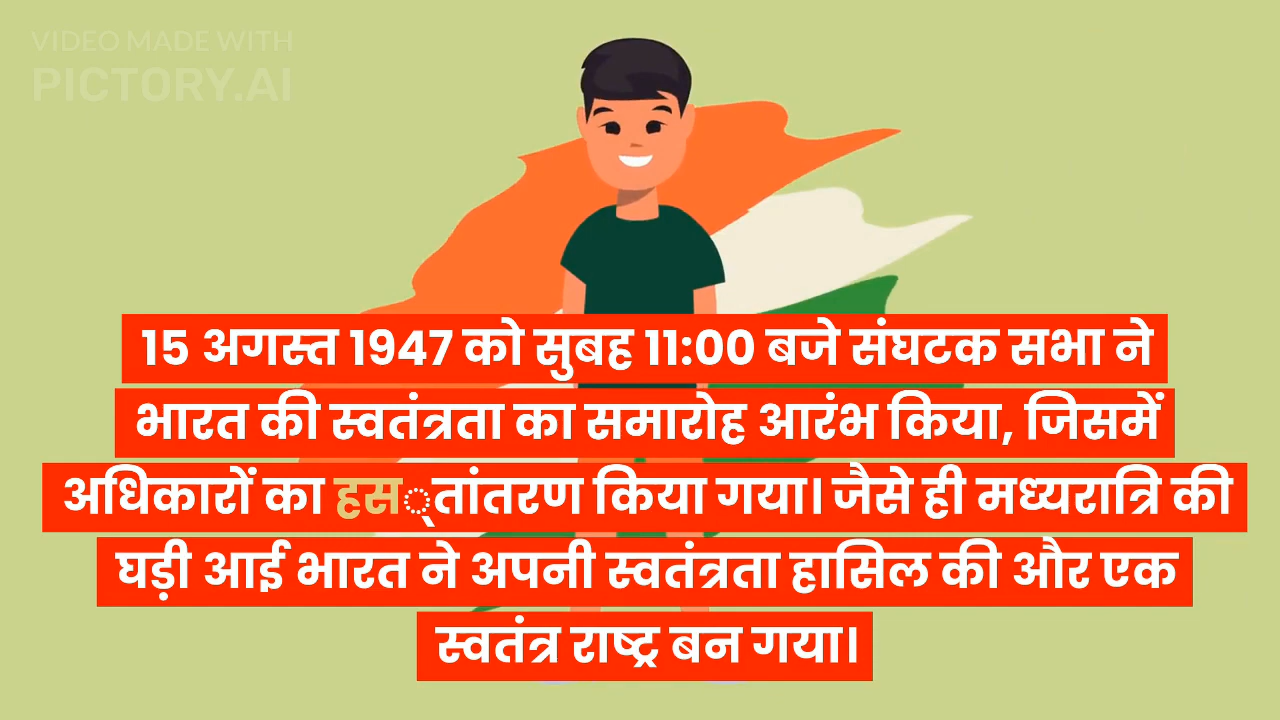 VIDEO MADE WITH
PICTORY.AI
15 अगस्त 1947 को सुबह 11:00 बजे संघटक सभा ने
भारत की स्वतंत्रता का समारोह आरंभ किया, जिसमें
अधिकारों का हस्तांतरण किया गया। जैसे ही मध्यरात्रि की
घड़ी आई भारत ने अपनी स्वतंत्रता हासिल की और एक
स्वतंत्र राष्ट्र बन गया।